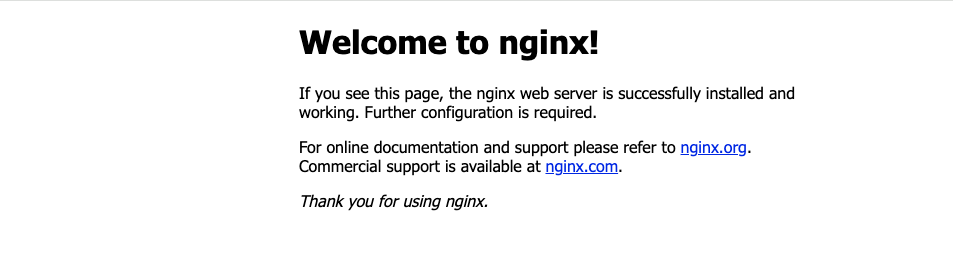 Welcome to nginx!
If you see this page, the nginx web server is successfully installed and
working. Further configuration is required.
For online documentation and support please refer to nginx.org.
Commercial support is available at nginx.com.
Thank you for using nginx.